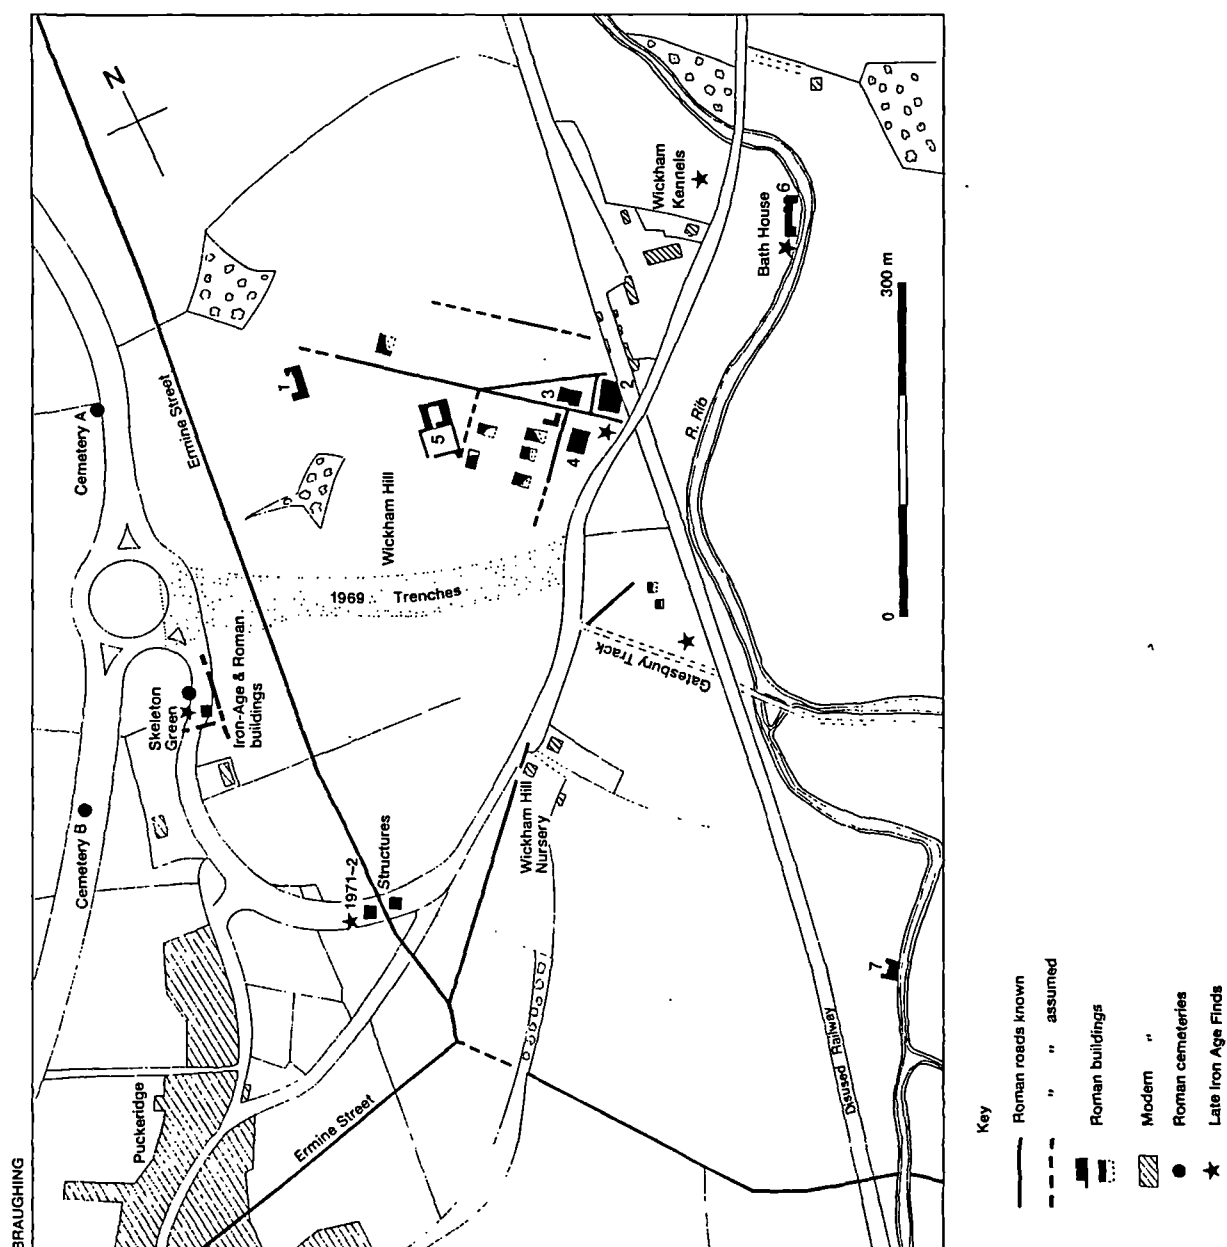 BRAUGHING
N
Cemetery A
Ermine Street
1
5
3
2
4
Wickham
Kennels
Bath House
6
300 m
0
R. Rib
Wickham Hill
1969 Trenches
Gatesbury Track
Skeleton
Green
Iron-Age & Roman
buildings
Cemetery B
1971–2
Structures
Wickham Hill
Nursery
7
Puckeridge
Ermine Street
Disused Railway
Key
Roman roads known
" " assumed
Roman buildings
Modern "
Roman cemeteries
Late Iron Age Finds